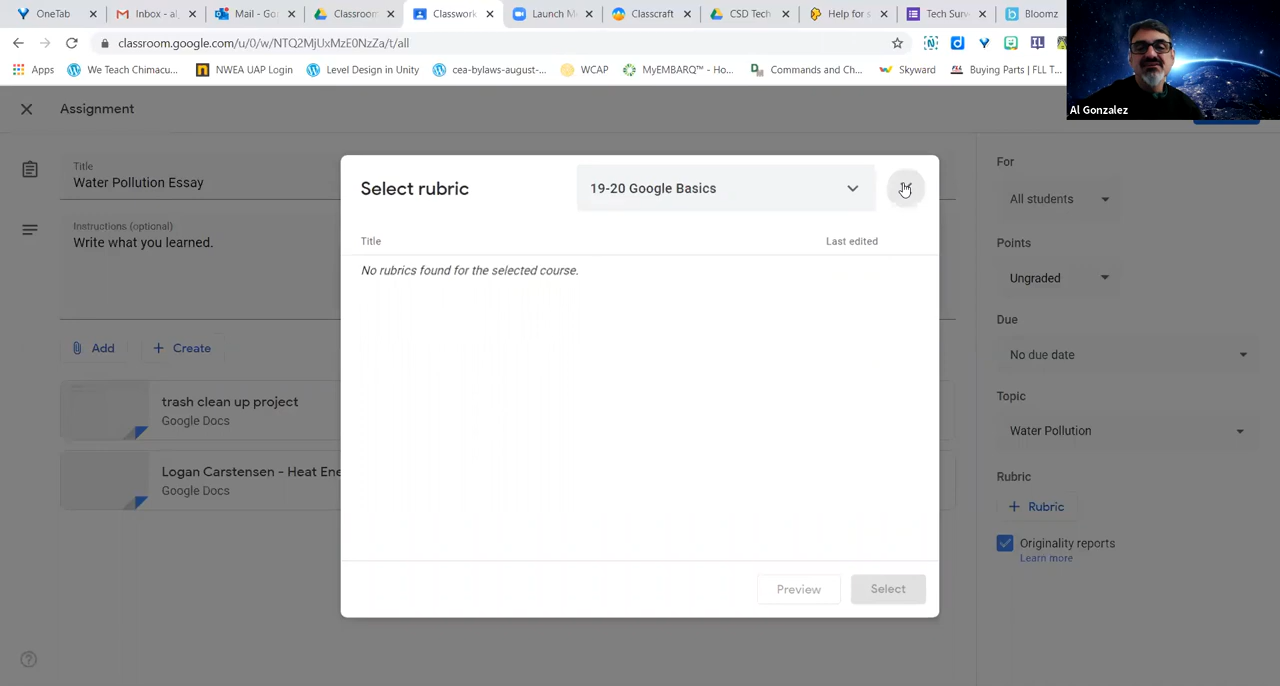 OneTab
Inbox - al
Mail - Go
Classroom
Classwork
Launch M
Classcraft
CSD Tech
Help for s
Tech Surv
Bloomz
classroom.google.com/u/0/w/NTQ2MjUxMzE0NzZa/t/all
Apps
We Teach Chimacu...
NWEA UAP Login
Level Design in Unity
cea-bylaws-august-...
WCAP
MyEMBARQ™ - Ho...
Commands and Ch...
Skyward
Buying Parts | FLL T...
Al Gonzalez
Assignment
Title
Water Pollution Essay
Instructions (optional)
Write what you learned.
Add
Create
trash clean up project
Google Docs
Logan Carstensen - Heat Ene
Google Docs
Select rubric
19-20 Google Basics
Title
Last edited
No rubrics found for the selected course.
Preview
Select
For
All students
Points
Ungraded
Due
No due date
Topic
Water Pollution
Rubric
Rubric
Originality reports
Learn more